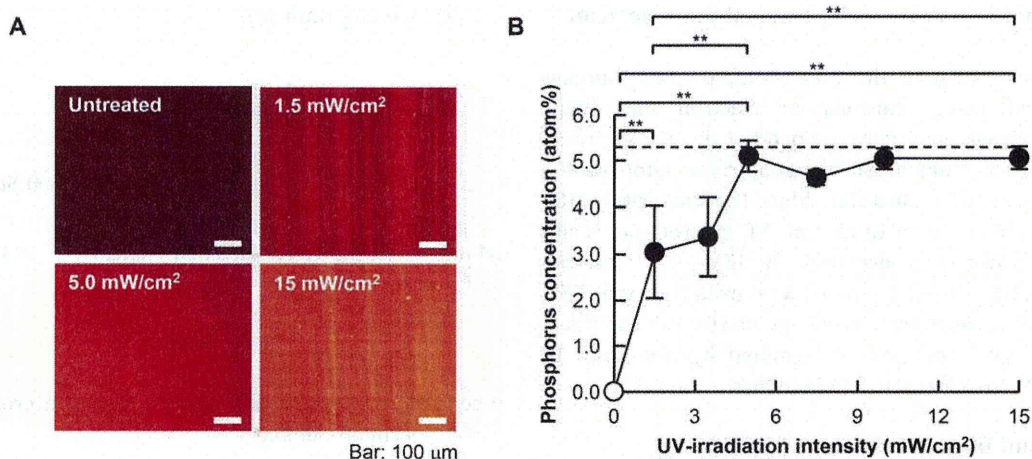 A
Untreated
1.5 mW/cm²
5.0 mW/cm²
15 mW/cm²
Bar: 100 μm
B
**
**
**
**
**
Phosphorus concentration (atom%)
6.0
5.0
4.0
3.0
2.0
1.0
0.0
0 3 6 9 12 15
UV-irradiation intensity (mW/cm²)